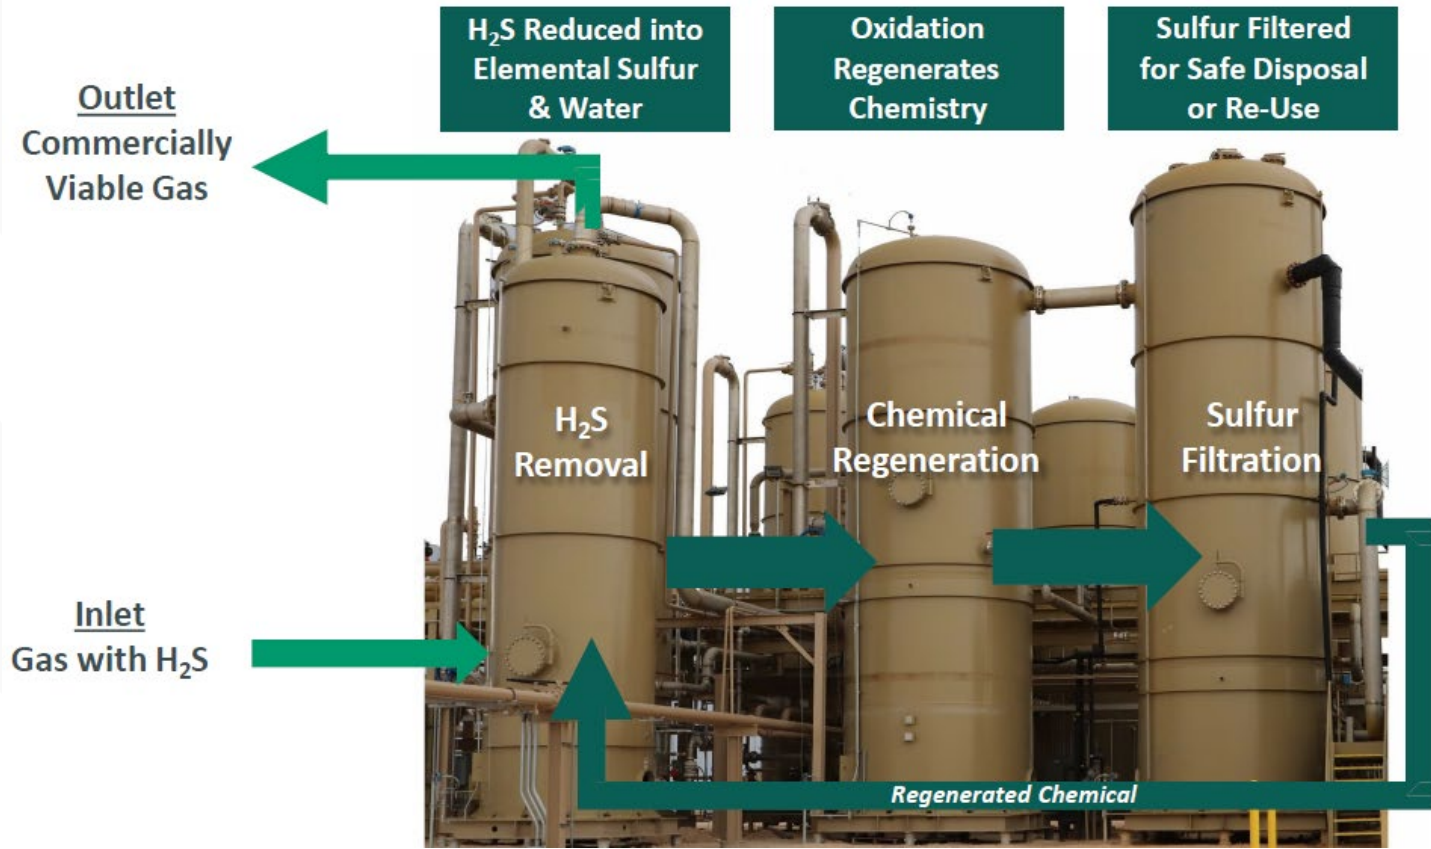 H₂S Reduced into
Elemental Sulfur
& Water
Oxidation
Regenerates
Chemistry
Sulfur Filtered
for Safe Disposal
or Re-Use
Outlet
Commercially
Viable Gas
H₂S
Removal
Chemical
Regeneration
Sulfur
Filtration
Inlet
Gas with H₂S
Regenerated Chemical